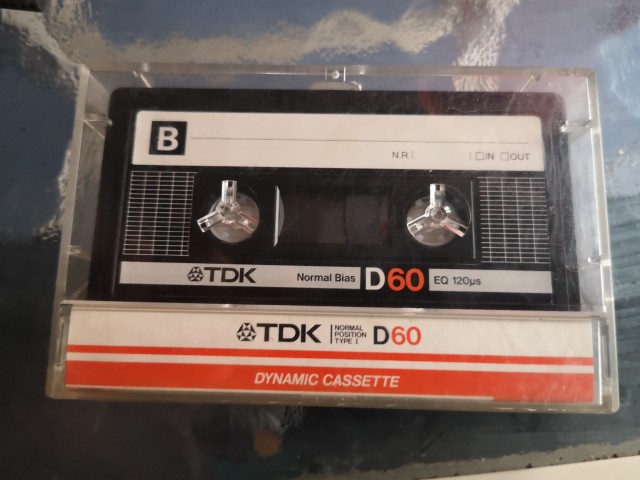 B
N.R.
IN OUT
TDK Normal Bias D60 EQ 120µs
TDK NORMAL POSITION TYPE I D60
DYNAMIC CASSETTE